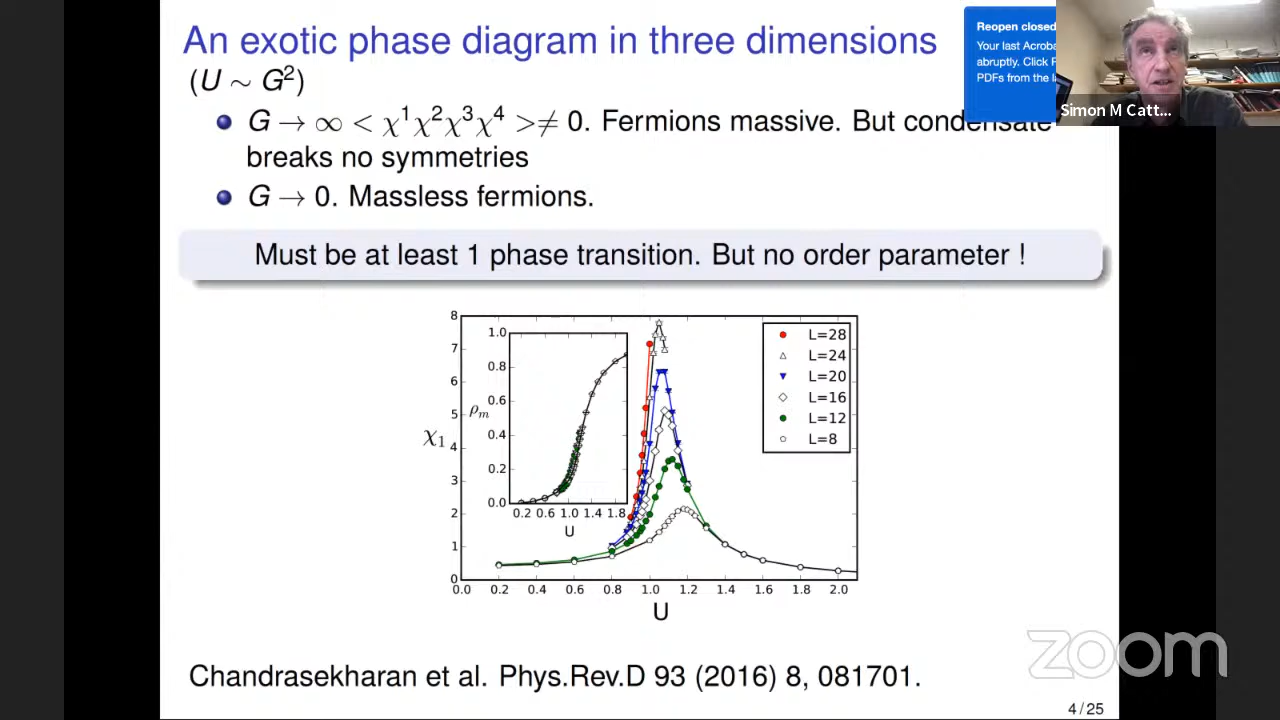 An exotic phase diagram in three dimensions
(U ∼ G²)
G → ∞ < χ¹χ²χ³χ⁴ >≠ 0. Fermions massive. But condensate
breaks no symmetries
G → 0. Massless fermions.
Must be at least 1 phase transition. But no order parameter !
Reopen closed
Your last Acroba
abruptly. Click
PDFs from the
Simon M Catt...
8
7
6
5
4
3
2
1
0
χ₁
0.0 0.2 0.4 0.6 0.8 1.0 1.2 1.4 1.6 1.8 2.0
U
1.0
0.8
0.6
0.4
0.2
0.0
ρₘ
0.2 0.6 1.0 1.4 1.8
U
L=28
L=24
L=20
L=16
L=12
L=8
Chandrasekharan et al. Phys.Rev.D 93 (2016) 8, 081701.
zoom
4 / 25